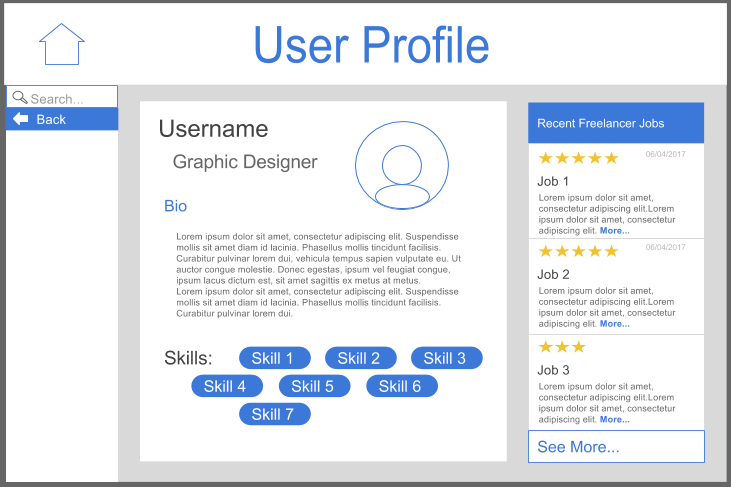 User Profile
Search...
Back
Username
Graphic Designer
Bio
Lorem ipsum dolor sit amet, consectetur adipiscing elit. Suspendisse
mollis sit amet diam id lacinia. Phasellus mollis tincidunt facilisis.
Curabitur pulvinar lorem dui, vehicula tempus sapien vulputate eu. Ut
auctor congue molestie. Donec egestas, ipsum vel feugiat congue,
ipsum lacus dictum est, sit amet sagittis ex metus at metus.
Lorem ipsum dolor sit amet, consectetur adipiscing elit. Suspendisse
mollis sit amet diam id lacinia. Phasellus mollis tincidunt facilisis.
Curabitur pulvinar lorem dui.
Skills:
Skill 1
Skill 2
Skill 3
Skill 4
Skill 5
Skill 6
Skill 7
Recent Freelancer Jobs
06/04/2017
Job 1
Lorem ipsum dolor sit amet,
consectetur adipiscing elit.Lorem
ipsum dolor sit amet, consectetur
adipiscing elit. More...
06/04/2017
Job 2
Lorem ipsum dolor sit amet,
consectetur adipiscing elit.Lorem
ipsum dolor sit amet, consectetur
adipiscing elit. More...
Job 3
Lorem ipsum dolor sit amet,
consectetur adipiscing elit.Lorem
ipsum dolor sit amet, consectetur
adipiscing elit. More...
See More...